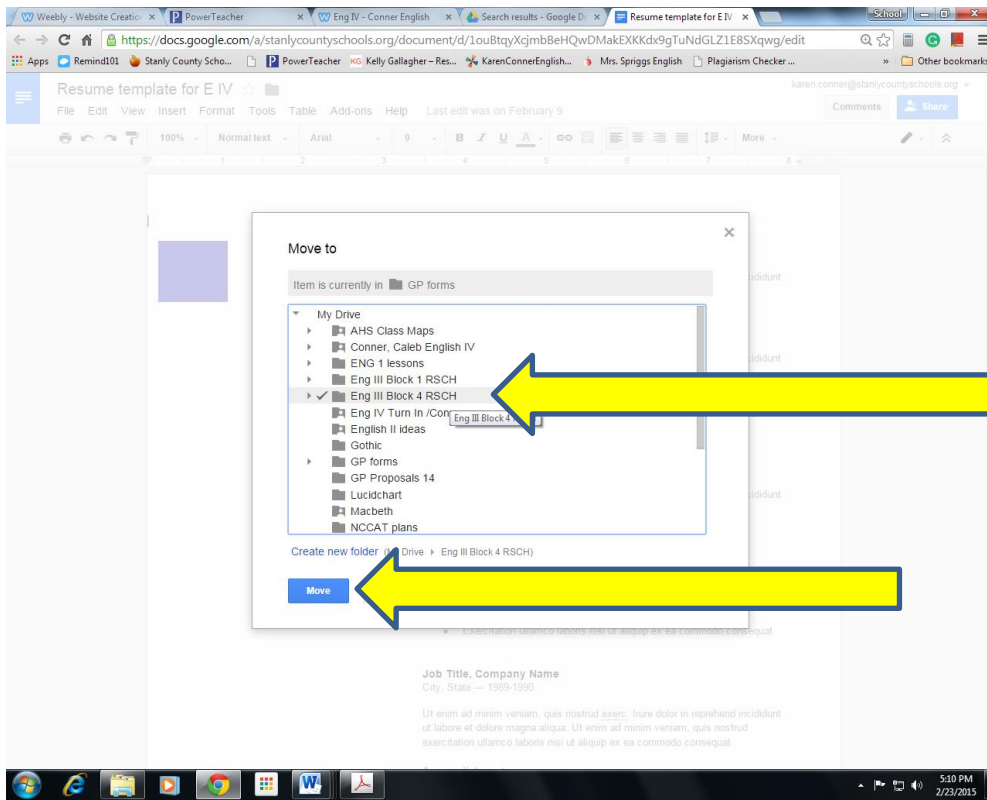 Weebly - Website Creation
PowerTeacher
Eng IV - Conner English
Search results - Google Dr
Resume template for E IV
School
https://docs.google.com/a/stanlycountyschools.org/document/d/1ouBtqyXcjmbBeHQwDMakEXKKdx9gTuNdGLZ1E8SXqwg/edit
Apps
Remind101
Stanly County Scho...
PowerTeacher
Kelly Gallagher – Res...
KarenConnerEnglish...
Mrs. Spriggs English
Plagiarism Checker ...
»
Other bookmarks
Resume template for E IV
karen.conner@stanlycountyschools.org
File Edit View Insert Format Tools Table Add-ons Help Last edit was on February 9
Comments
Share
100% Normal text Arial 9 B I U A More
1 2 3 4 5 6 7 8
Move to
Item is currently in GP forms
My Drive
AHS Class Maps
Conner, Caleb English IV
ENG 1 lessons
Eng III Block 1 RSCH
Eng III Block 4 RSCH
Eng IV Turn In /Con
Eng III Block 4
English II ideas
Gothic
GP forms
GP Proposals 14
Lucidchart
Macbeth
NCCAT plans
Create new folder Drive Eng III Block 4 RSCH)
Move
incididunt
Exercitation ullamco laboris nisi ut aliquip ex ea commodo consequat
Job Title, Company Name
City, State — 1989-1990
Ut enim ad minim veniam, quis nostrud exerc. Irure dolor in reprehend incididunt
ut labore et dolore magna aliqua. Ut enim ad minim veniam, quis nostrud
exercitation ullamco laboris nisi ut aliquip ex ea commodo consequat.
5:10 PM
2/23/2015